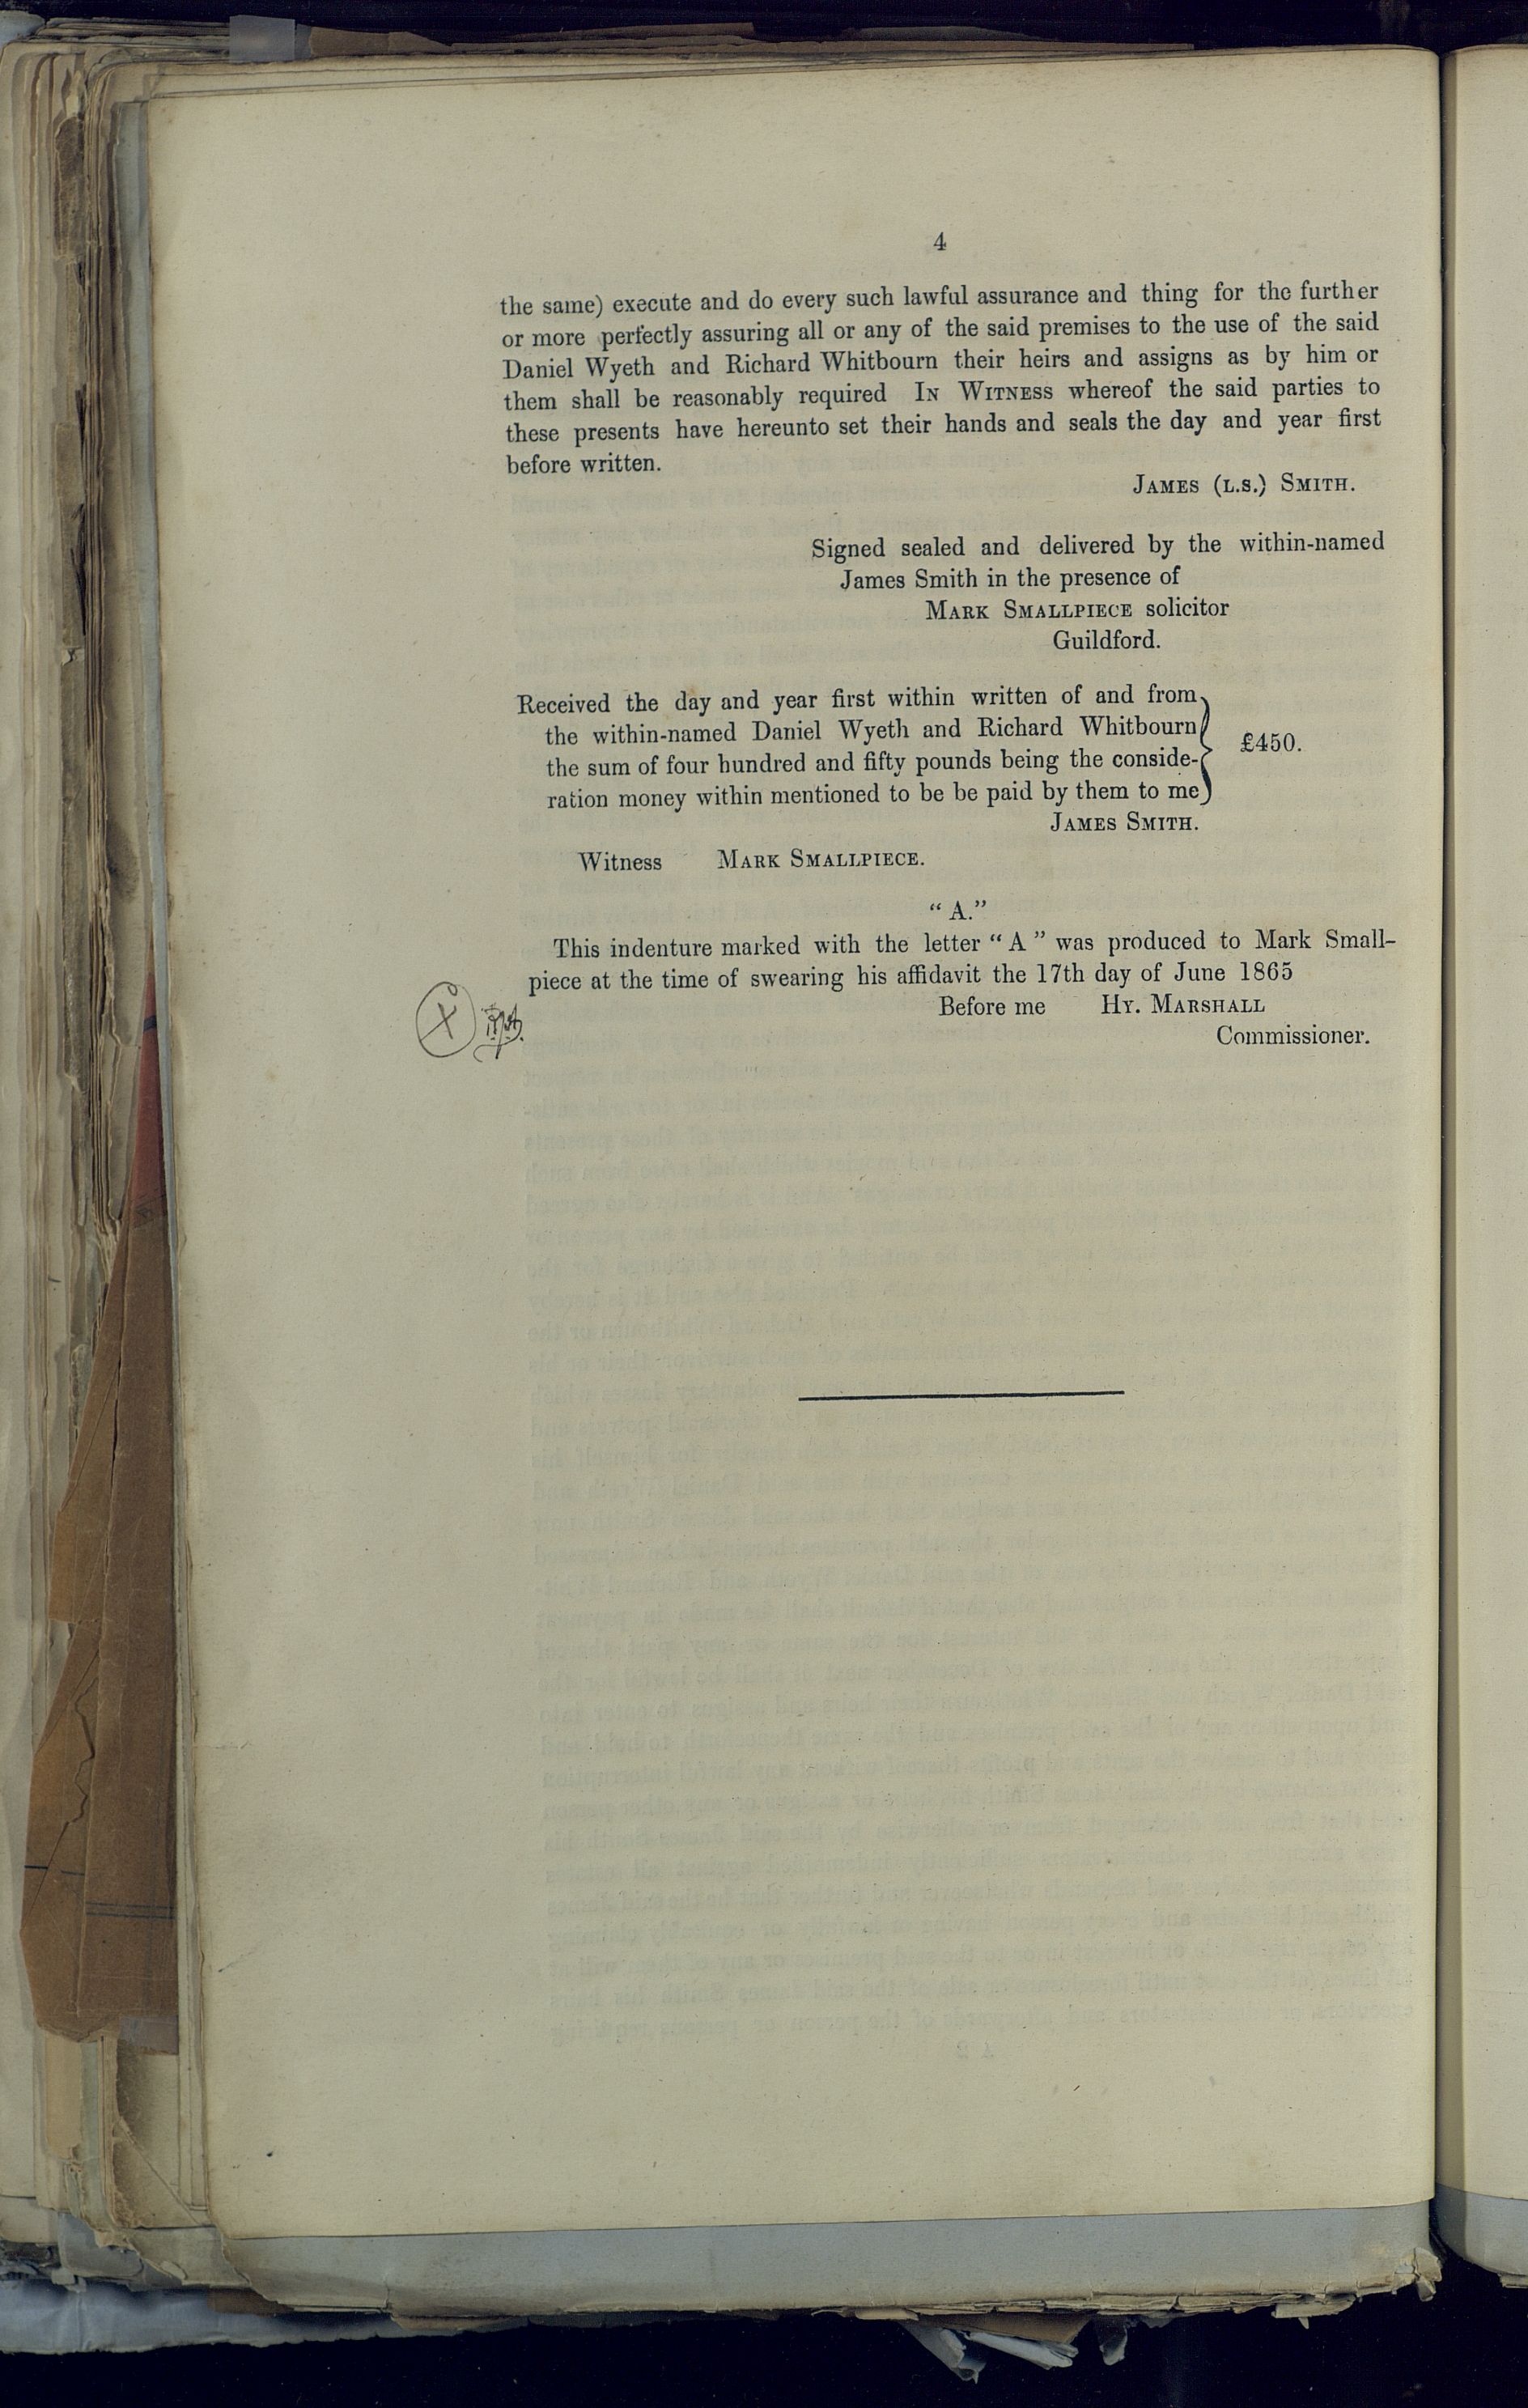 4
the same) execute and do every such lawful assurance and thing for the further
or more perfectly assuring all or any of the said premises to the use of the said
Daniel Wyeth and Richard Whitbourn their heirs and assigns as by him or
them shall be reasonably required IN WITNESS whereof the said parties to
these presents have hereunto set their hands and seals the day and year first
before written.
JAMES (L.S.) SMITH.
Signed sealed and delivered by the within-named
James Smith in the presence of
MARK SMALLPIECE solicitor
Guildford.
Received the day and year first within written of and from
the within-named Daniel Wyeth and Richard Whitbourn
the sum of four hundred and fifty pounds being the conside-
ration money within mentioned to be be paid by them to me
£450.
JAMES SMITH.
Witness MARK SMALLPIECE.
“A.”
This indenture marked with the letter “A” was produced to Mark Small-
piece at the time of swearing his affidavit the 17th day of June 1865
Before me HY. MARSHALL
Commissioner.
X